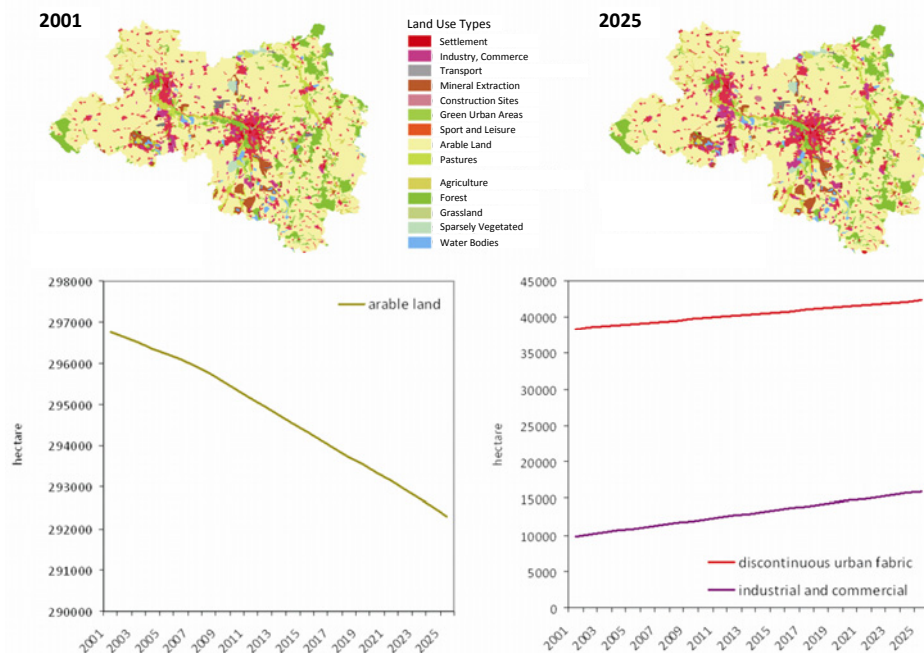 2001
Land Use Types
Settlement
Industry, Commerce
Transport
Mineral Extraction
Construction Sites
Green Urban Areas
Sport and Leisure
Arable Land
Pastures
Agriculture
Forest
Grassland
Sparsely Vegetated
Water Bodies
2025
298000
297000
296000
295000
294000
293000
292000
291000
290000
hectare
arable land
2001
2003
2005
2007
2009
2011
2013
2015
2017
2019
2021
2023
2025
45000
40000
35000
30000
25000
20000
15000
10000
5000
0
hectare
discontinuous urban fabric
industrial and commercial
2001
2003
2005
2007
2009
2011
2013
2015
2017
2019
2021
2023
2025